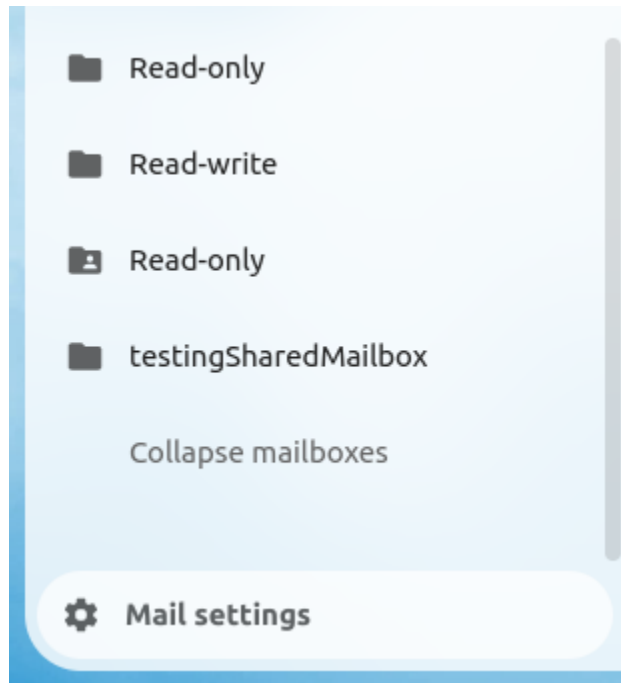 Read-only
Read-write
Read-only
testingSharedMailbox
Collapse mailboxes
Mail settings